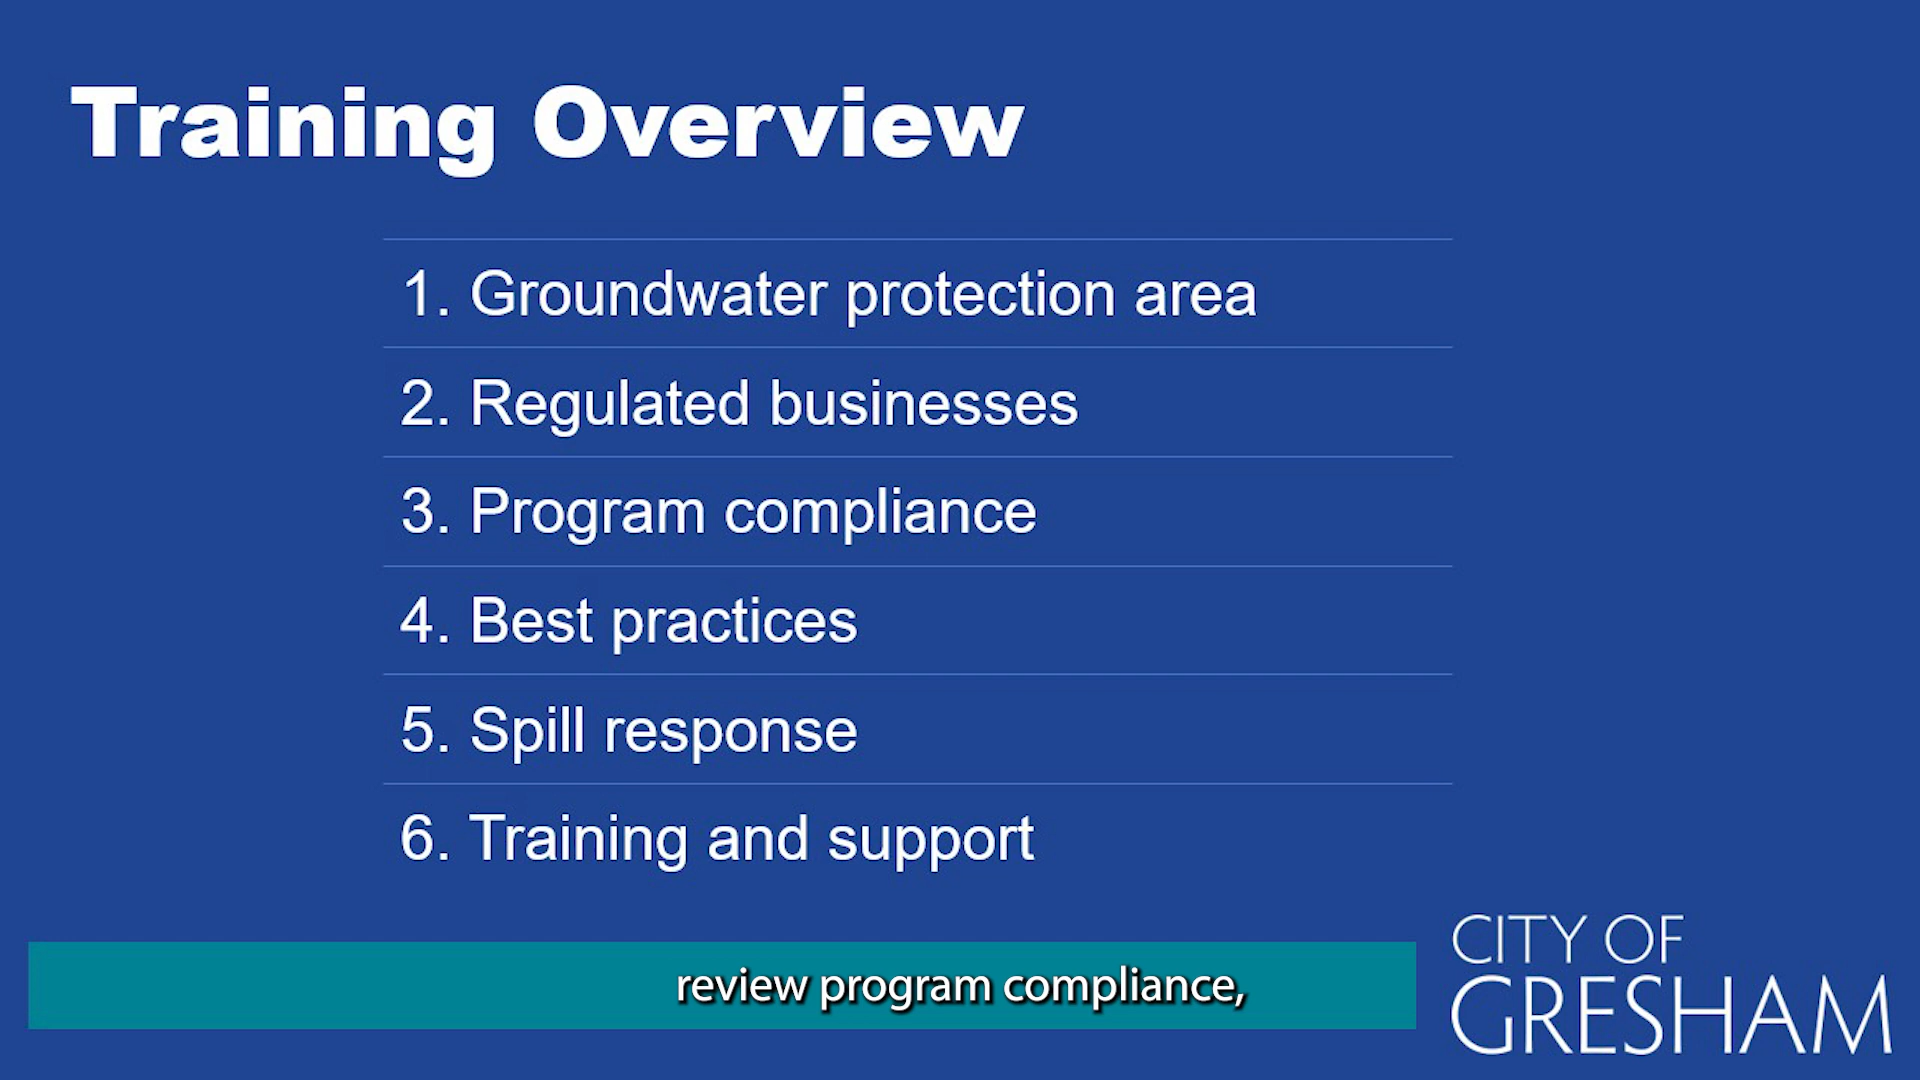 Training Overview
1. Groundwater protection area
2. Regulated businesses
3. Program compliance
4. Best practices
5. Spill response
6. Training and support
review program compliance,
CITY OF
GRESHAM